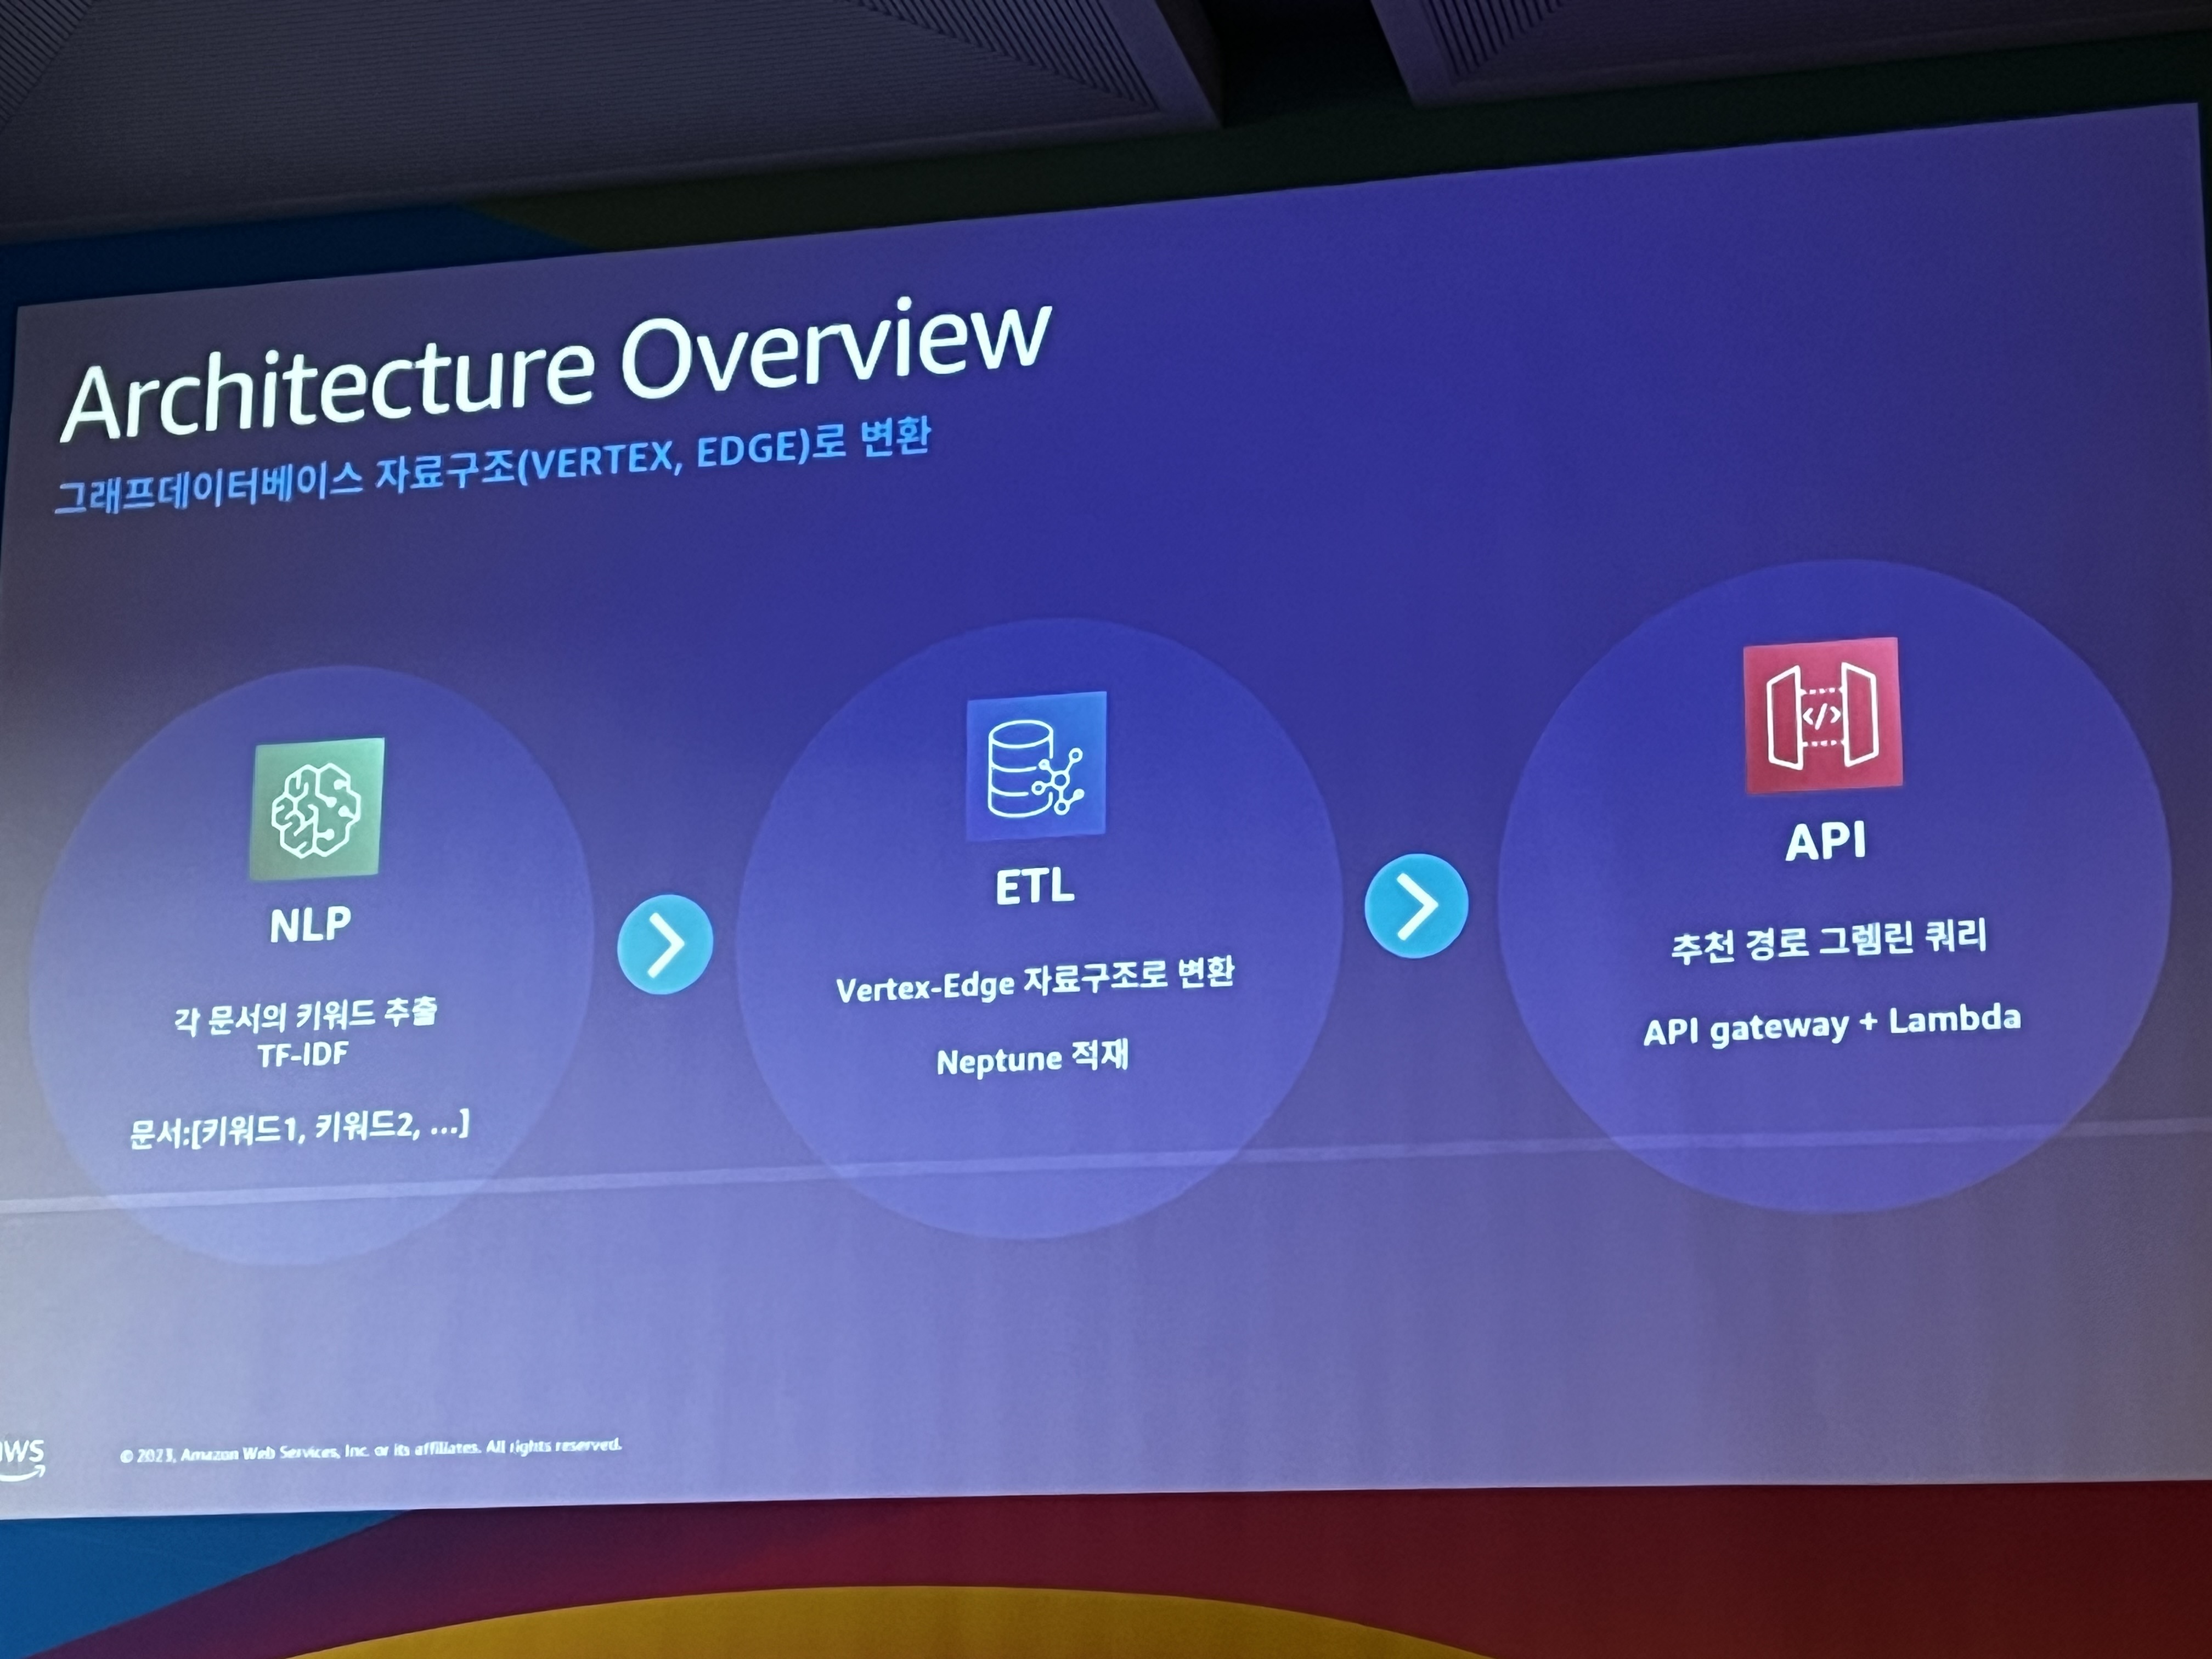 Architecture Overview
그래프데이터베이스 자료구조(VERTEX, EDGE)로 변환
NLP
각 문서의 키워드 추출
TF-IDF
문서:[키워드1, 키워드2, ...]
ETL
Vertex-Edge 자료구조로 변환
Neptune 적재
API
추천 경로 그렘린 쿼리
API gateway + Lambda
aws
© 2023, Amazon Web Services, Inc. or its affiliates. All rights reserved.